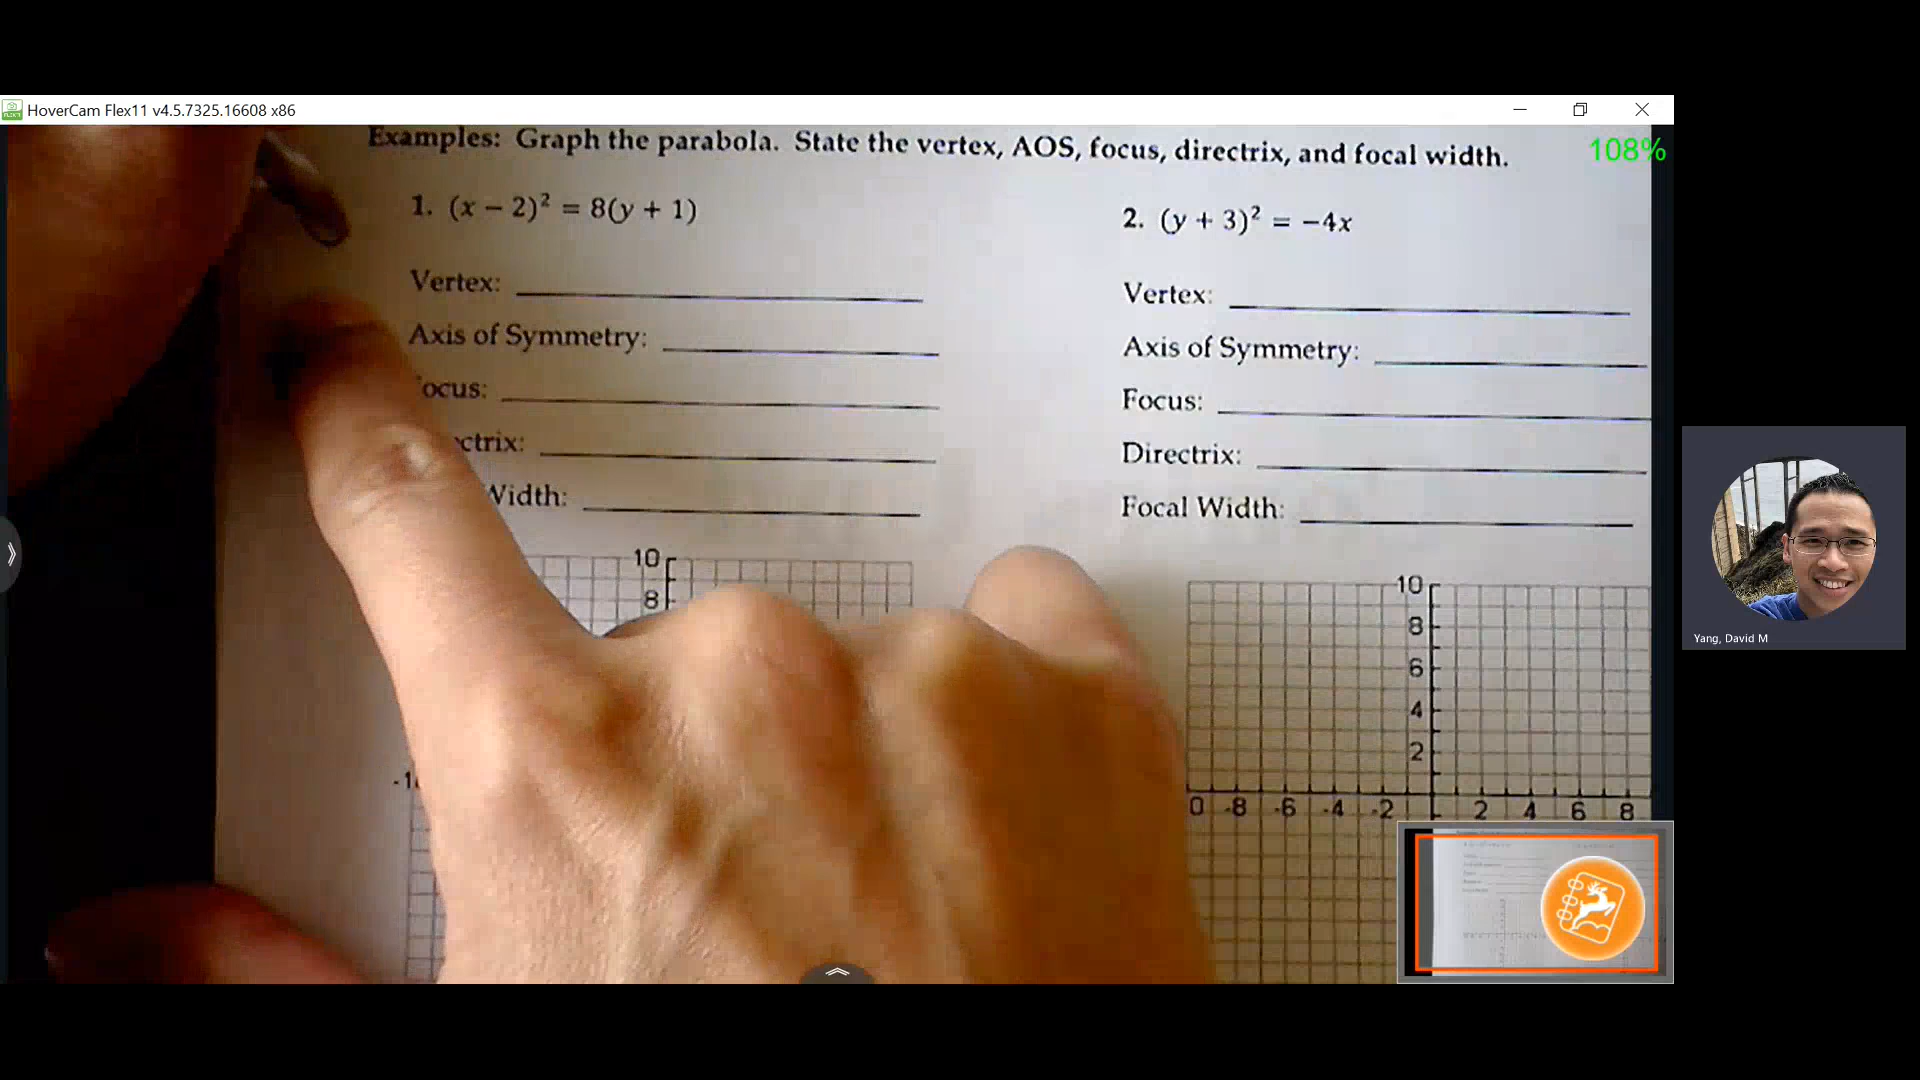 HoverCam Flex11 v4.5.7325.16608 x86
Examples: Graph the parabola. State the vertex, AOS, focus, directrix, and focal width.
108%
1. (x − 2)² = 8(y + 1)
Vertex:
Axis of Symmetry:
ocus:
ectrix:
Width:
10
8
-1
2. (y + 3)² = −4x
Vertex:
Axis of Symmetry:
Focus:
Directrix:
Focal Width:
10
8
6
4
2
0 -8 -6 -4 -2 2 4 6 8
Yang, David M